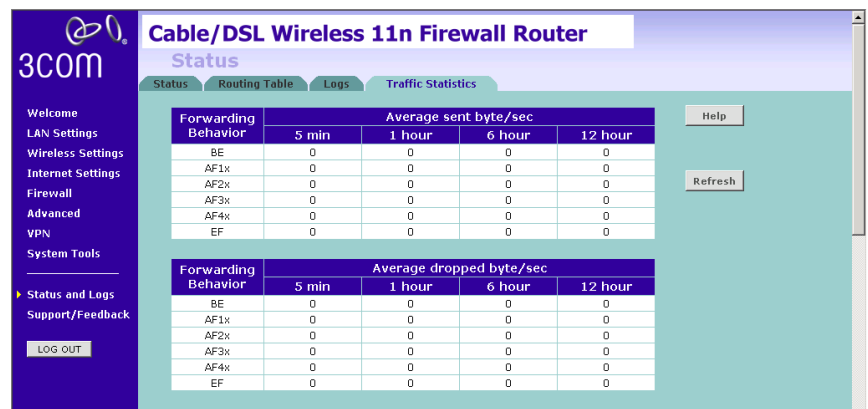 3COM
Cable/DSL Wireless 11n Firewall Router
Status
Status Routing Table Logs Traffic Statistics
Welcome
LAN Settings
Wireless Settings
Internet Settings
Firewall
Advanced
VPN
System Tools
Status and Logs
Support/Feedback
LOG OUT
Forwarding Behavior Average sent byte/sec
5 min 1 hour 6 hour 12 hour
BE 0 0 0 0
AF1x 0 0 0 0
AF2x 0 0 0 0
AF3x 0 0 0 0
AF4x 0 0 0 0
EF 0 0 0 0
Forwarding Behavior Average dropped byte/sec
5 min 1 hour 6 hour 12 hour
BE 0 0 0 0
AF1x 0 0 0 0
AF2x 0 0 0 0
AF3x 0 0 0 0
AF4x 0 0 0 0
EF 0 0 0 0
Help
Refresh